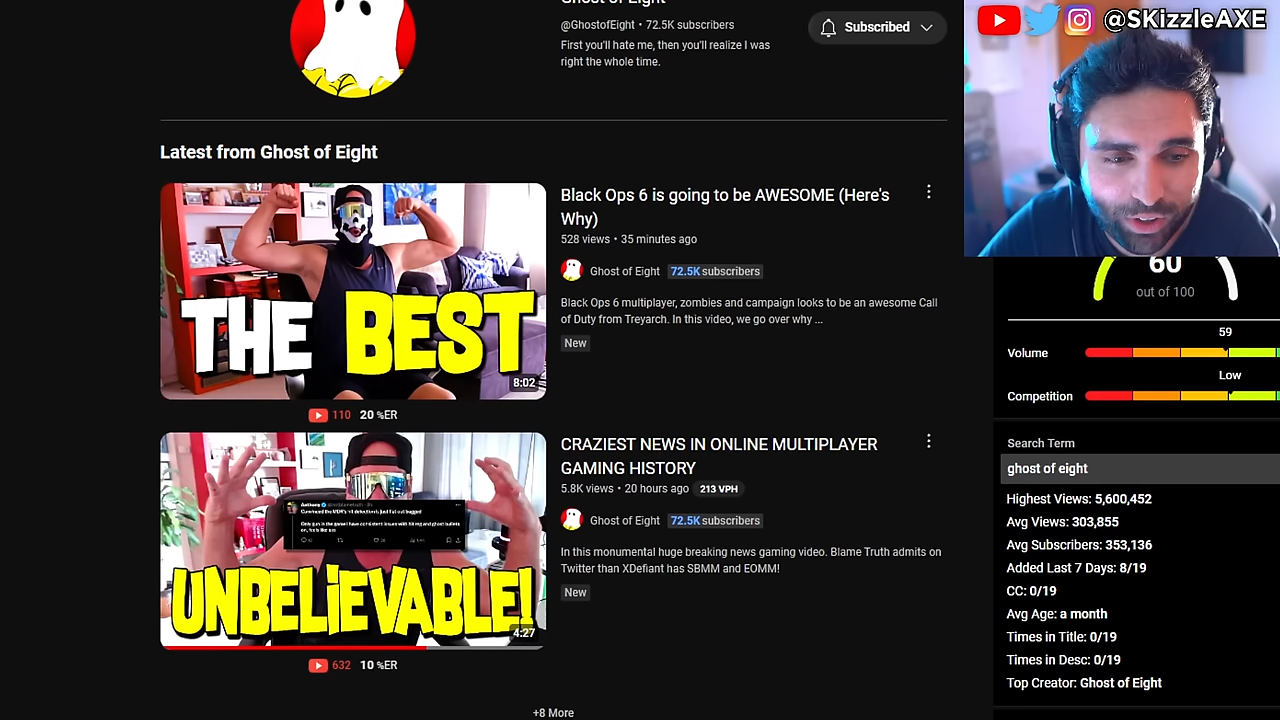 Ghost of Eight
@GhostofEight • 72.5K subscribers
First you'll hate me, then you'll realize I was
right the whole time.
Subscribed
@SKizzleAXE
Latest from Ghost of Eight
THE BEST
8:02
110 20 %ER
Black Ops 6 is going to be AWESOME (Here's
Why)
528 views • 35 minutes ago
Ghost of Eight 72.5K subscribers
Black Ops 6 multiplayer, zombies and campaign looks to be an awesome Call
of Duty from Treyarch. In this video, we go over why ...
New
UNBELIEVABLE!
4:27
632 10 %ER
CRAZIEST NEWS IN ONLINE MULTIPLAYER
GAMING HISTORY
5.8K views • 20 hours ago 213 VPH
Ghost of Eight 72.5K subscribers
In this monumental huge breaking news gaming video. Blame Truth admits on
Twitter than XDefiant has SBMM and EOMM!
New
+8 More
60
out of 100
59
Volume
Low
Competition
Search Term
ghost of eight
Highest Views: 5,600,452
Avg Views: 303,855
Avg Subscribers: 353,136
Added Last 7 Days: 8/19
CC: 0/19
Avg Age: a month
Times in Title: 0/19
Times in Desc: 0/19
Top Creator: Ghost of Eight